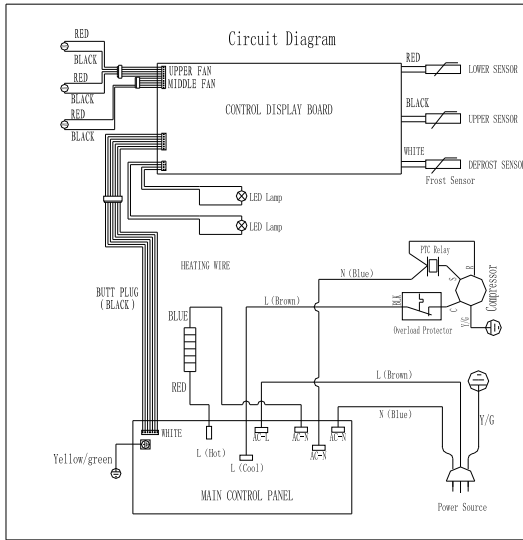 Circuit Diagram
RED
BLACK
RED
BLACK
RED
BLACK
UPPER FAN
MIDDLE FAN
CONTROL DISPLAY BOARD
RED
LOWER SENSOR
BLACK
UPPER SENSOR
WHITE
DEFROST SENSOR
Frost Sensor
LED Lamp
LED Lamp
HEATING WIRE
BUTT PLUG
(BLACK)
BLUE
RED
N (Blue)
L (Brown)
PTC Relay
R
S
C
BLK
Overload Protector
Compressor
Y/G
L (Brown)
N (Blue)
Y/G
Power Source
WHITE
Yellow/green
L (Hot)
L (Cool)
AC-L
AC-N
AC-N
AC-N
MAIN CONTROL PANEL